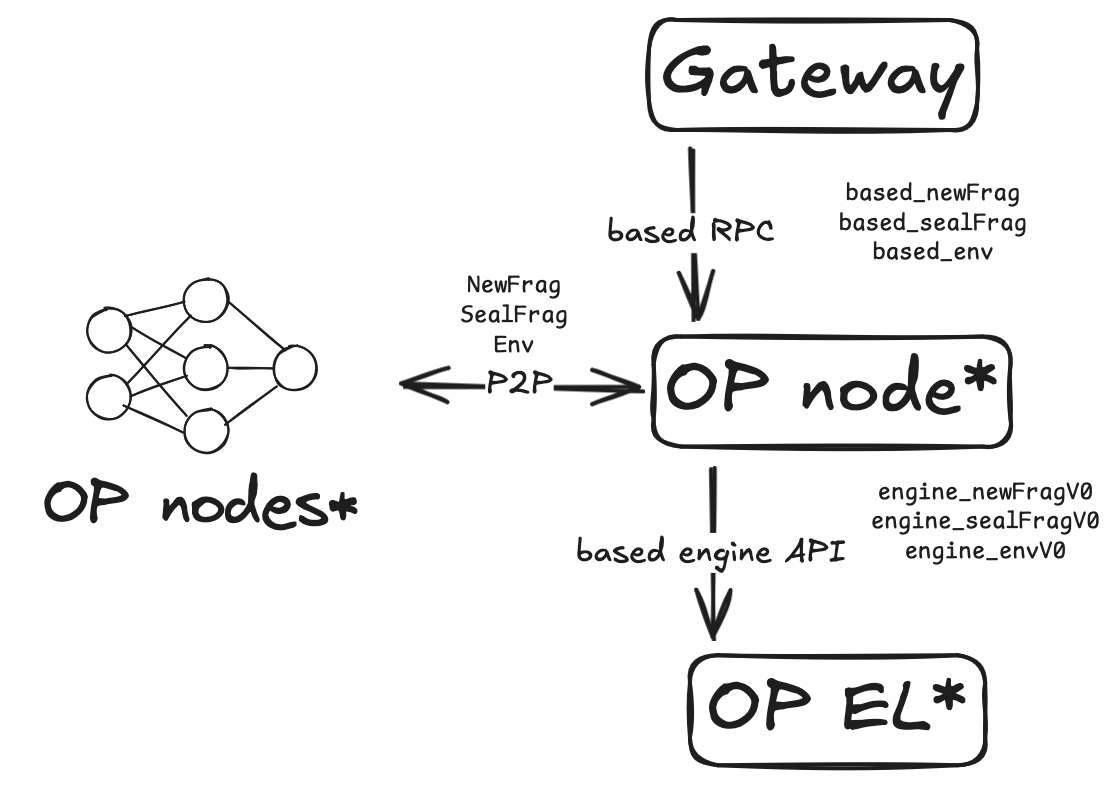 Gateway
based RPC
based_newFrag
based_sealFrag
based_env
NewFrag
SealFrag
Env
P2P
OP node*
OP nodes*
based engine API
engine_newFragV0
engine_sealFragV0
engine_envV0
OP EL*